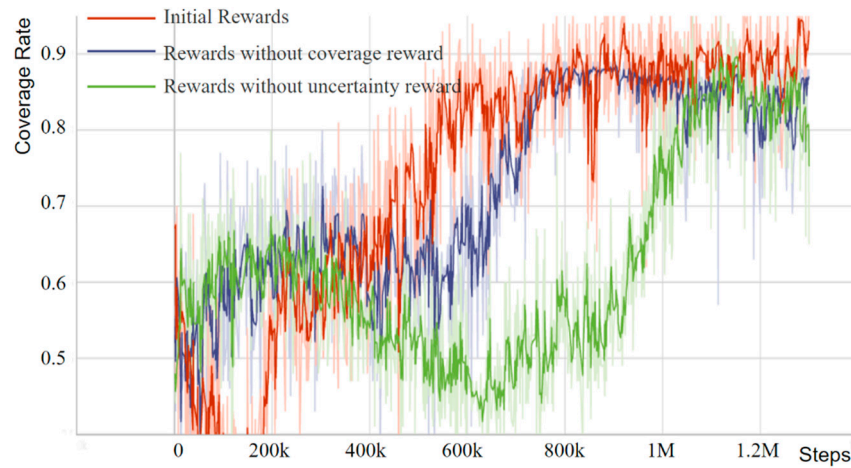 Initial Rewards
Rewards without coverage reward
Rewards without uncertainty reward
Coverage Rate
0.9
0.8
0.7
0.6
0.5
0 200k 400k 600k 800k 1M 1.2M Steps